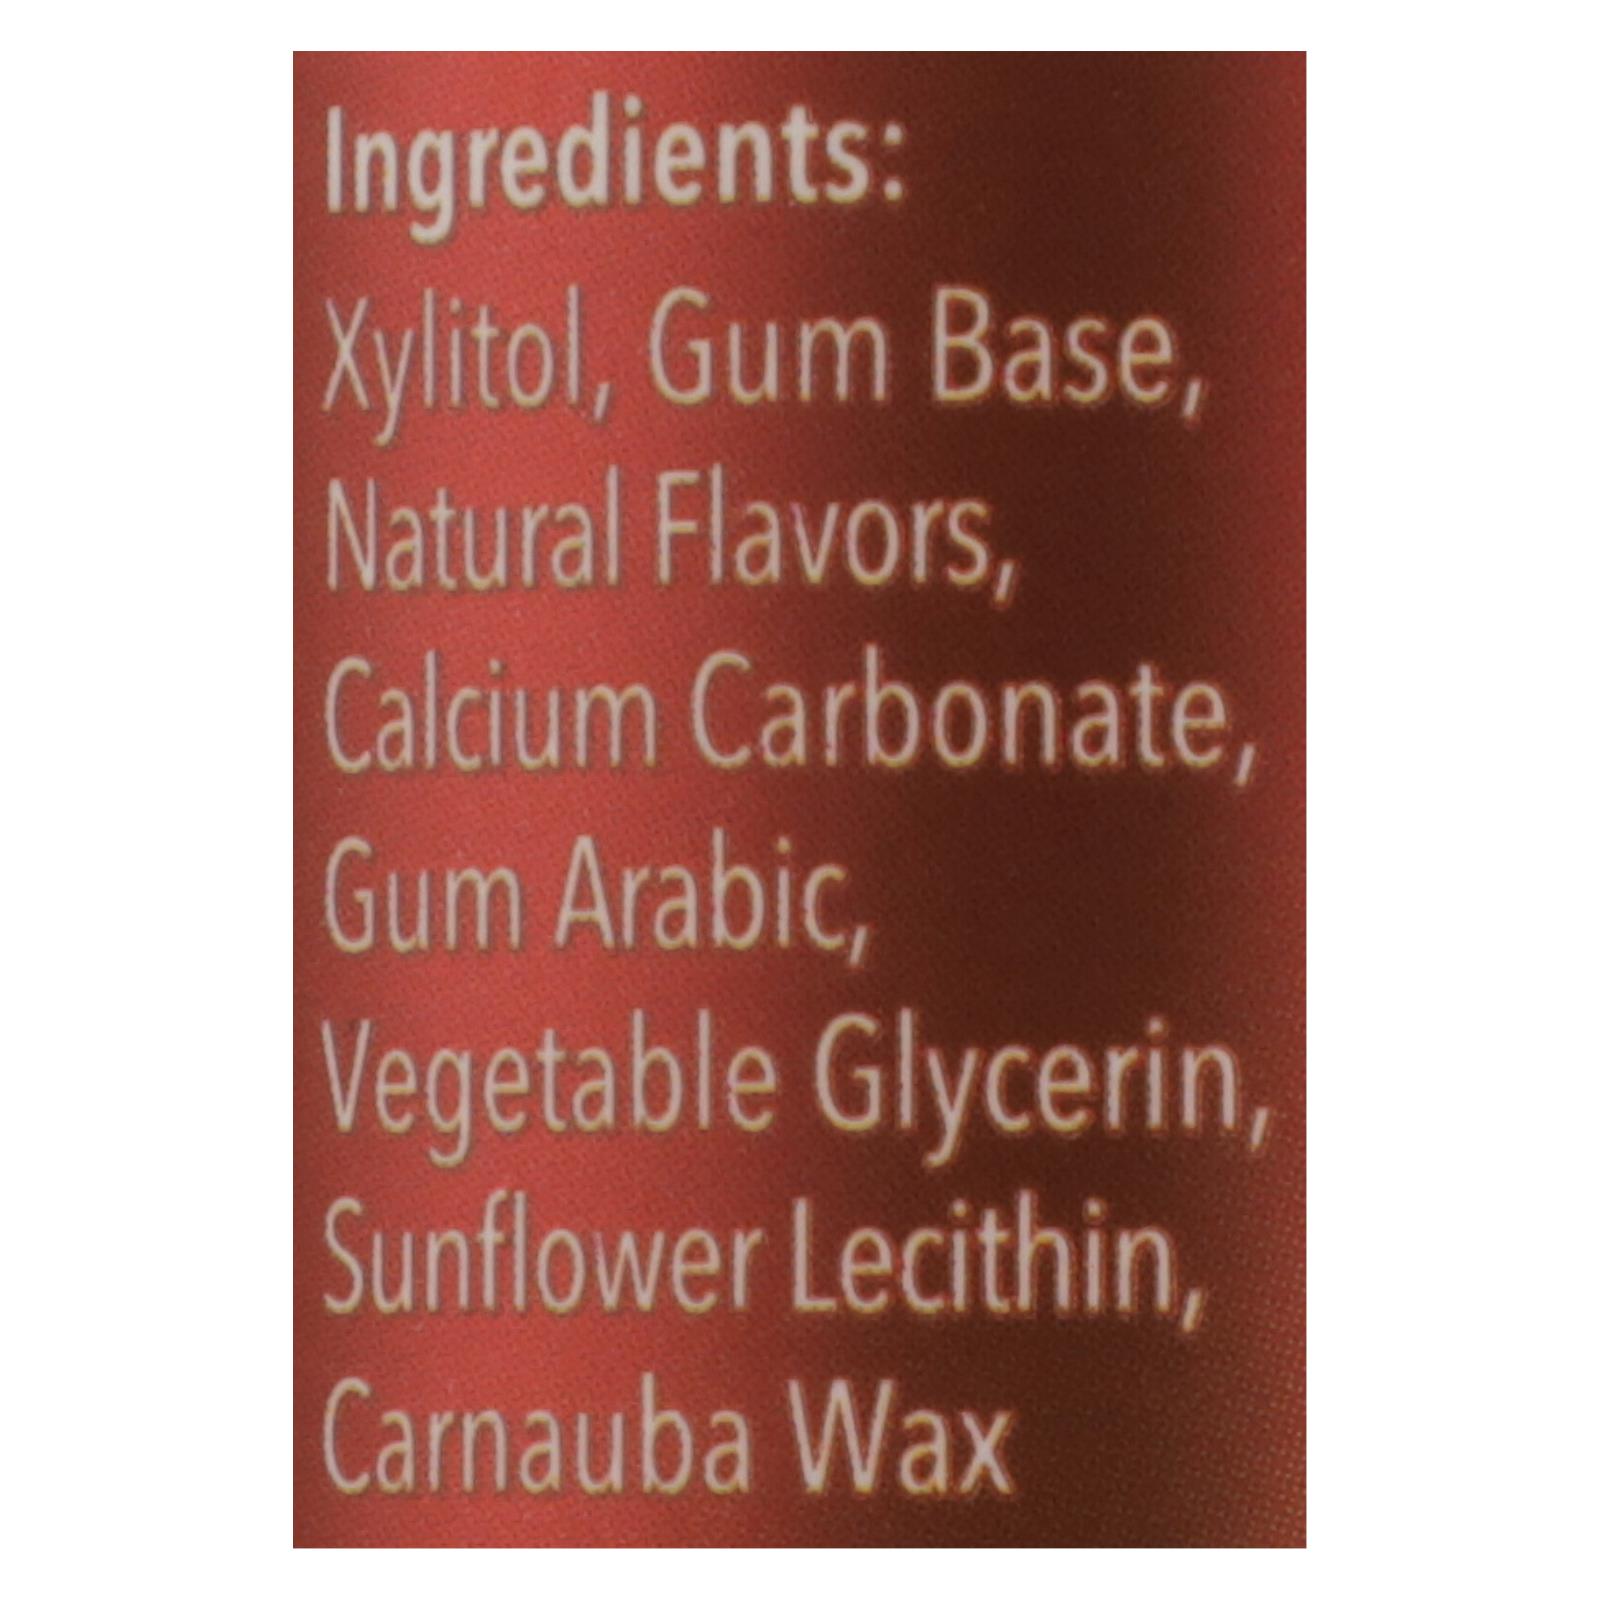 Ingredients:
Xylitol, Gum Base,
Natural Flavors,
Calcium Carbonate,
Gum Arabic,
Vegetable Glycerin,
Sunflower Lecithin,
Carnauba Wax